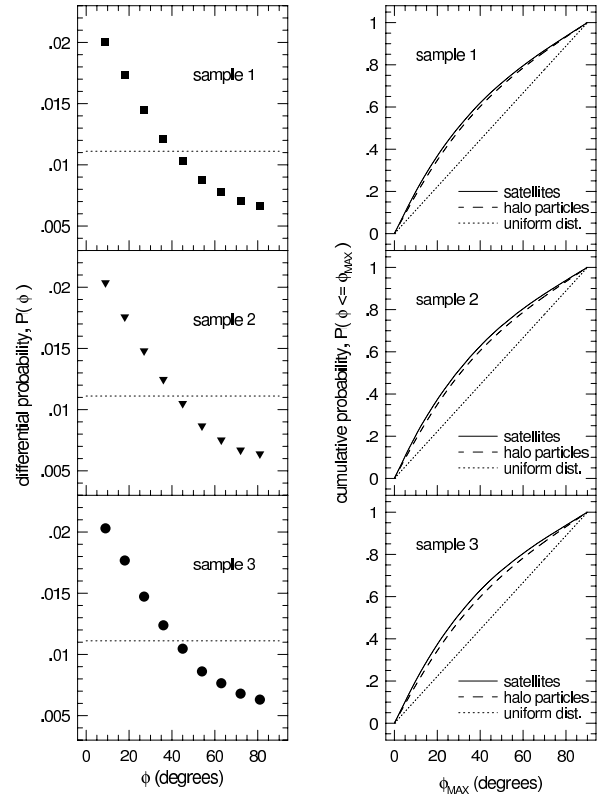 differential probability, P(ϕ)
.02
.015
.01
.005
sample 1
.02
.015
.01
.005
sample 2
.02
.015
.01
.005
sample 3
0 20 40 60 80
ϕ (degrees)
cumulative probability, P(ϕ <= ϕMAX)
1
.8
.6
.4
.2
0
sample 1
satellites
halo particles
uniform dist.
1
.8
.6
.4
.2
0
sample 2
satellites
halo particles
uniform dist.
1
.8
.6
.4
.2
0
sample 3
satellites
halo particles
uniform dist.
0 20 40 60 80
ϕMAX (degrees)